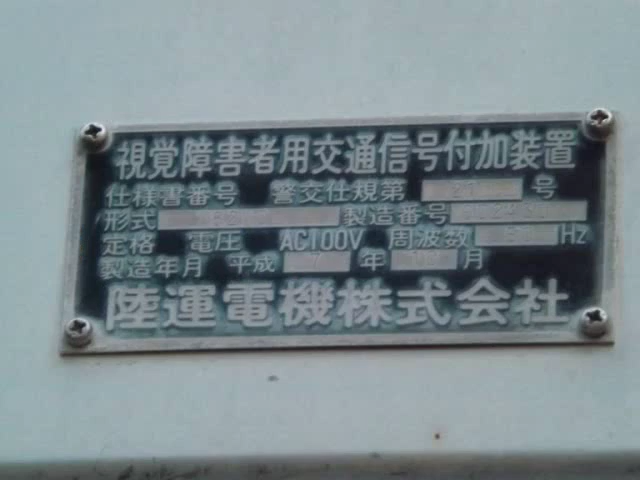 視覚障害者用交通信号付加装置
仕様書番号 警交仕規第 号
形式 製造番号
定格 電圧 AC100V 周波数 Hz
製造年月 平成 7 年 月
陸運電機株式会社